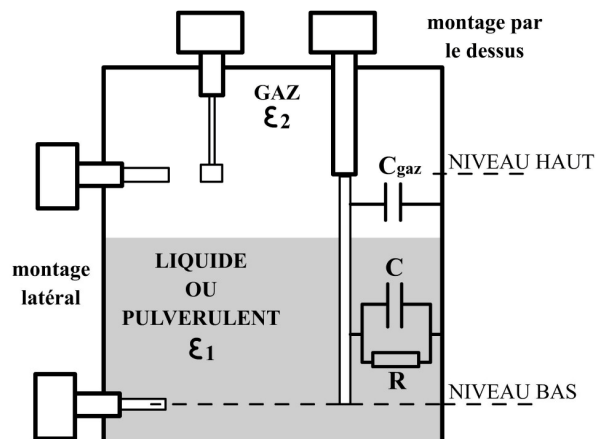 montage par
le dessus
GAZ
ε2
NIVEAU HAUT
Cgaz
montage
latéral
LIQUIDE
OU
PULVERULENT
ε1
C
R
NIVEAU BAS